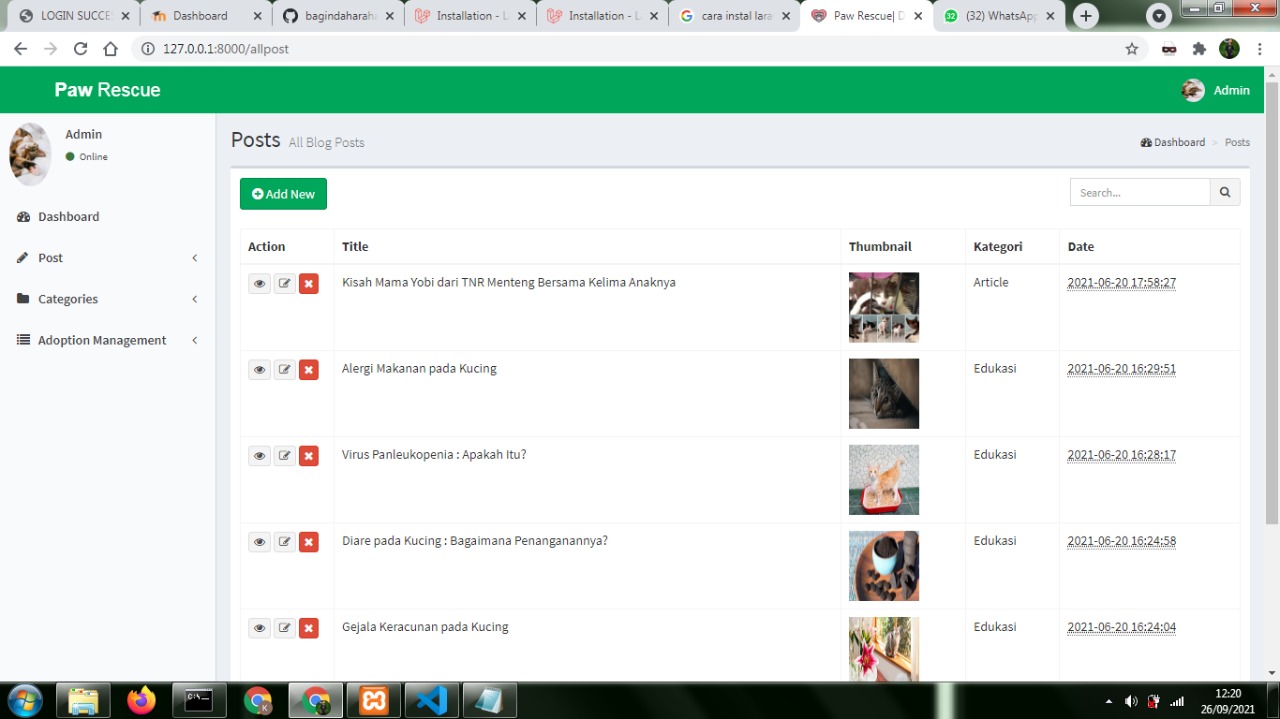 LOGIN SUCCE
Dashboard
bagindaharaha
Installation - L
Installation - L
cara instal lara
Paw Rescue| D
(32) WhatsAp
127.0.0.1:8000/allpost
Paw Rescue
Admin
Admin
Online
Dashboard
Post
Categories
Adoption Management
Posts All Blog Posts
Dashboard > Posts
Add New
Search...
Action Title Thumbnail Kategori Date
Kisah Mama Yobi dari TNR Menteng Bersama Kelima Anaknya Article 2021-06-20 17:58:27
Alergi Makanan pada Kucing Edukasi 2021-06-20 16:29:51
Virus Panleukopenia : Apakah Itu? Edukasi 2021-06-20 16:28:17
Diare pada Kucing : Bagaimana Penanganannya? Edukasi 2021-06-20 16:24:58
Gejala Keracunan pada Kucing Edukasi 2021-06-20 16:24:04
12:20
26/09/2021